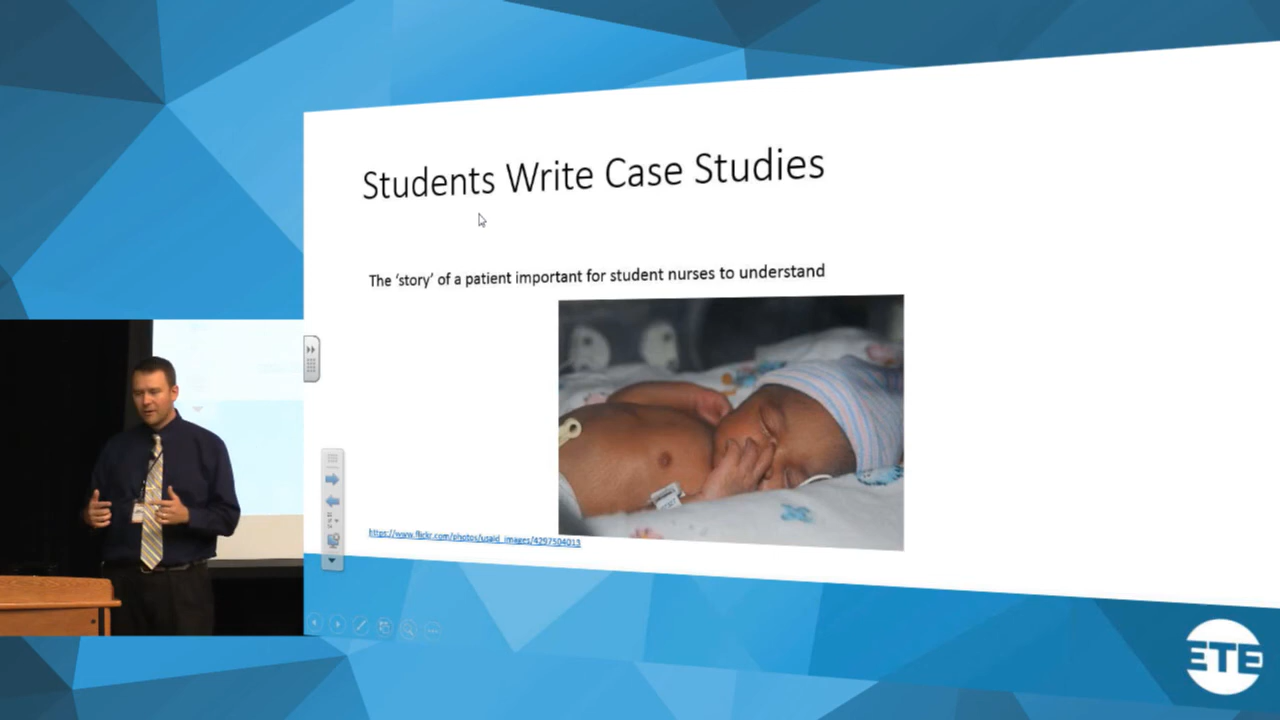 Students Write Case Studies
The ‘story’ of a patient important for student nurses to understand
https://www.flickr.com/photos/usaid_images/4297504013
ETE